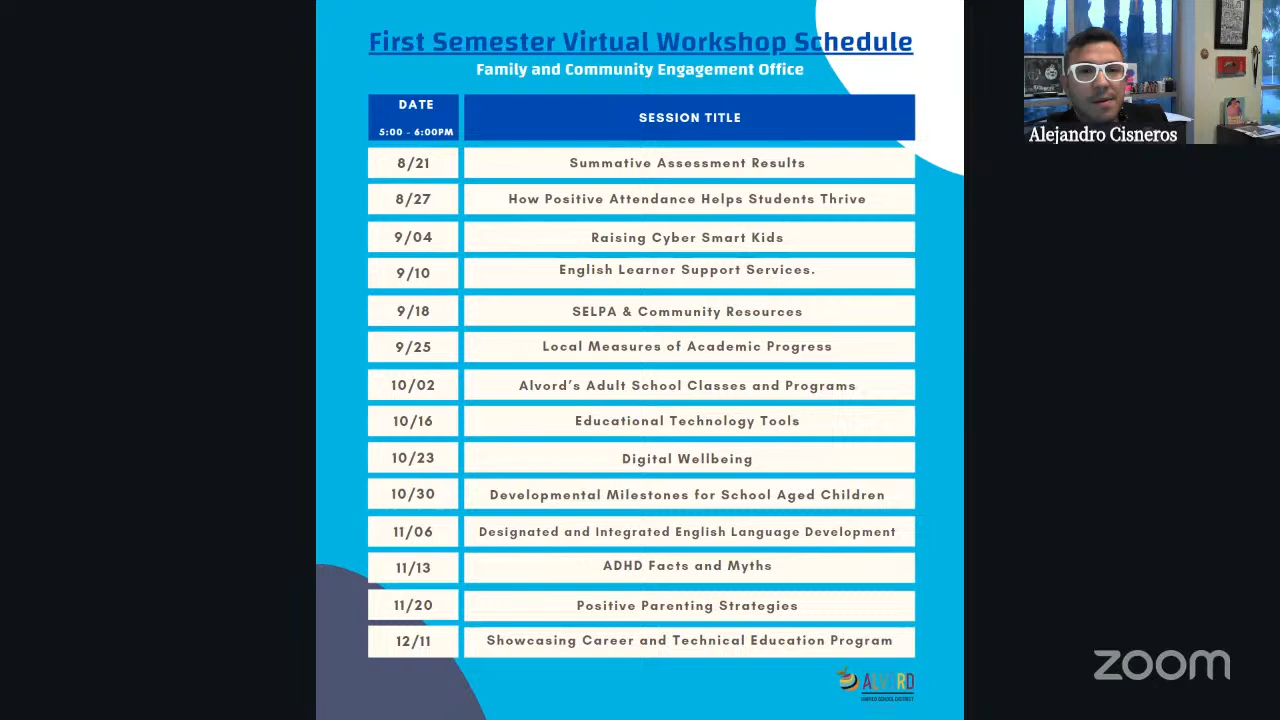 First Semester Virtual Workshop Schedule
Family and Community Engagement Office
DATE
5:00 - 6:00PM
SESSION TITLE
8/21 Summative Assessment Results
8/27 How Positive Attendance Helps Students Thrive
9/04 Raising Cyber Smart Kids
9/10 English Learner Support Services.
9/18 SELPA & Community Resources
9/25 Local Measures of Academic Progress
10/02 Alvord's Adult School Classes and Programs
10/16 Educational Technology Tools
10/23 Digital Wellbeing
10/30 Developmental Milestones for School Aged Children
11/06 Designated and Integrated English Language Development
11/13 ADHD Facts and Myths
11/20 Positive Parenting Strategies
12/11 Showcasing Career and Technical Education Program
ALVORD
UNIFIED SCHOOL DISTRICT
Alejandro Cisneros
zoom